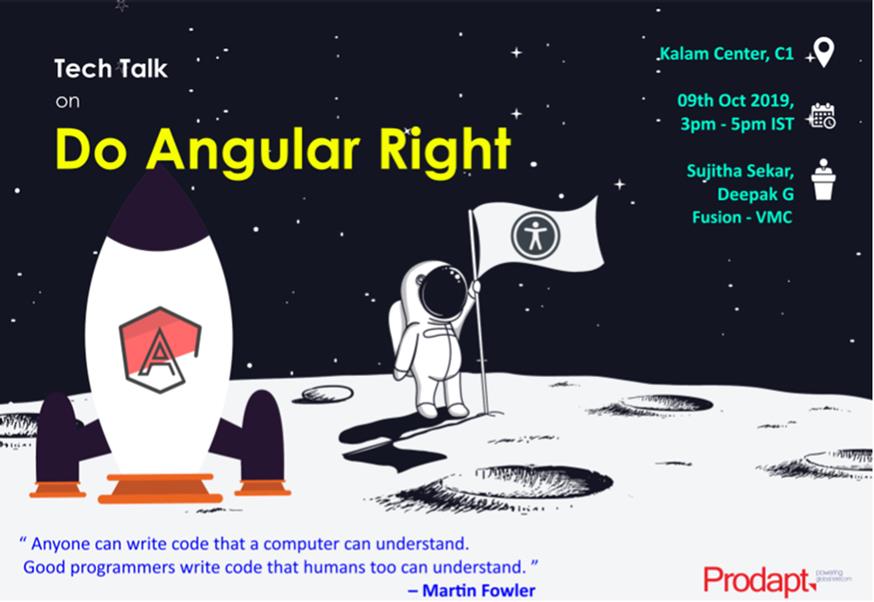 Tech Talk
on
Do Angular Right
Kalam Center, C1
09th Oct 2019,
3pm - 5pm IST
Sujitha Sekar,
Deepak G
Fusion - VMC
A
“ Anyone can write code that a computer can understand.
Good programmers write code that humans too can understand. ”
– Martin Fowler
Prodapt
powering
global telecom